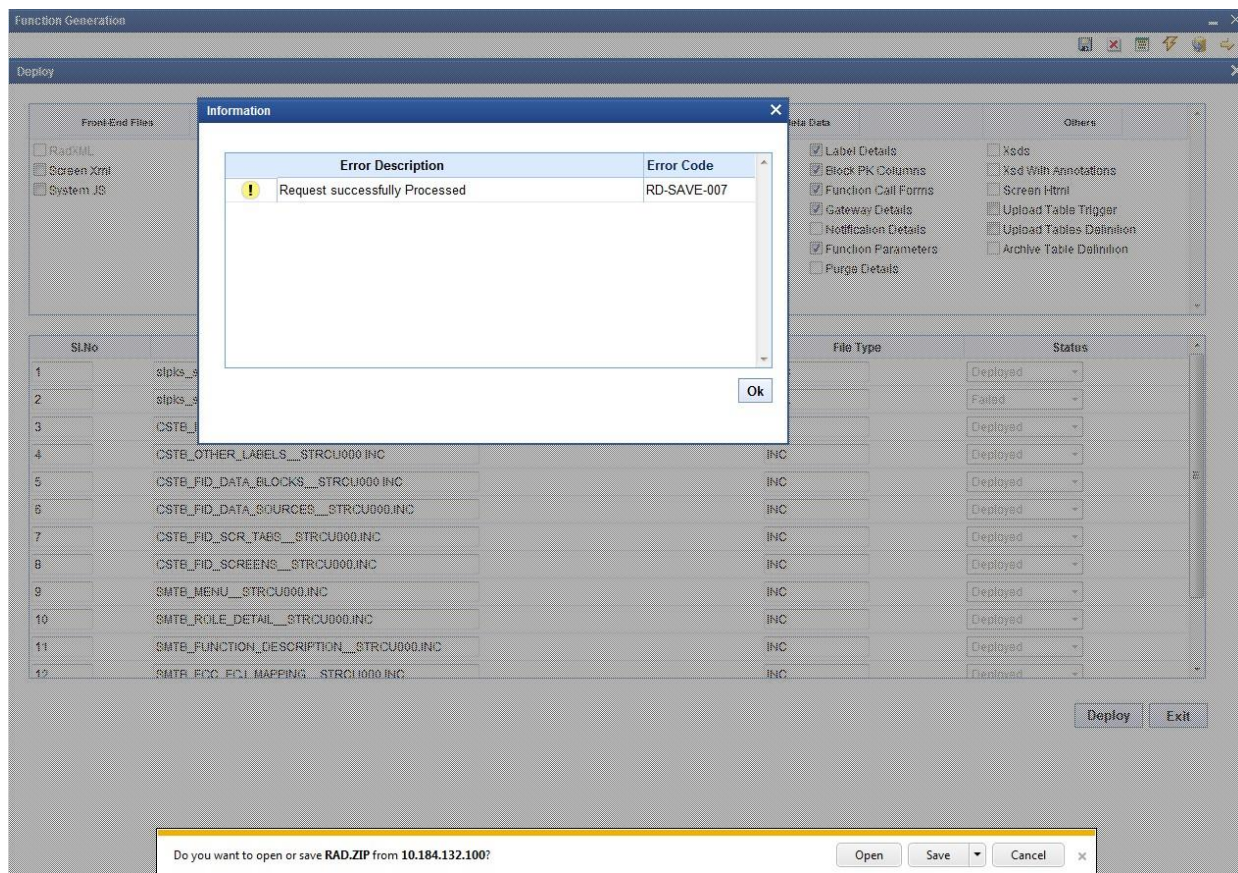 Function Generation
Deploy
Information
Front-End Files
Meta Data
Others
RadXML
Screen Xml
System JS
Error Description Error Code
! Request successfully Processed RD-SAVE-007
Ok
Label Details
Block PK Columns
Function Call Forms
Gateway Details
Notification Details
Function Parameters
Purge Details
Xsds
Xsd With Annotations
Screen Html
Upload Table Trigger
Upload Tables Definition
Archive Table Definition
Sl.No File Type Status
1 Deployed
2 Failed
3 Deployed
4 CSTB_OTHER_LABELS__STRCU000.INC INC Deployed
5 CSTB_FID_DATA_BLOCKS__STRCU000.INC INC Deployed
6 CSTB_FID_DATA_SOURCES__STRCU000.INC INC Deployed
7 CSTB_FID_SCR_TABS__STRCU000.INC INC Deployed
8 CSTB_FID_SCREENS__STRCU000.INC INC Deployed
9 SMTB_MENU__STRCU000.INC INC Deployed
10 SMTB_ROLE_DETAIL__STRCU000.INC INC Deployed
11 SMTB_FUNCTION_DESCRIPTION__STRCU000.INC INC Deployed
12 SMTB_FCC_FCJ_MAPPING__STRCU000.INC INC Deployed
Deploy Exit
Do you want to open or save RAD.ZIP from 10.184.132.100? Open Save Cancel